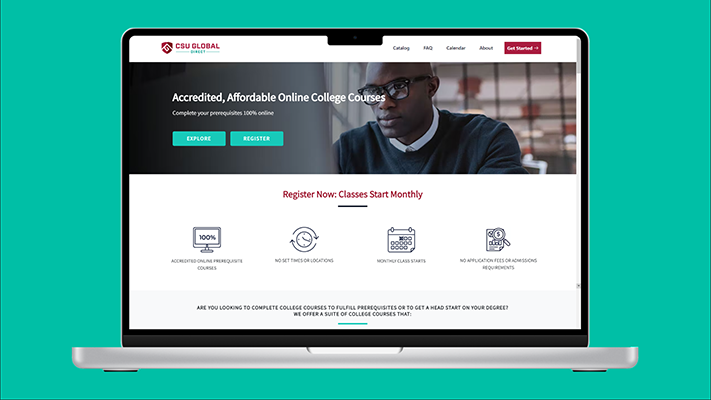 CSU GLOBAL
DIRECT
Catalog FAQ Calendar About Get Started →
Accredited, Affordable Online College Courses
Complete your prerequisites 100% online
EXPLORE REGISTER
Register Now: Classes Start Monthly
100%
ACCREDITED ONLINE PREREQUISITE
COURSES
NO SET TIMES OR LOCATIONS
MONTHLY CLASS STARTS
NO APPLICATION FEES OR ADMISSIONS
REQUIREMENTS
ARE YOU LOOKING TO COMPLETE COLLEGE COURSES TO FULFILL PREREQUISITES OR TO GET A HEAD START ON YOUR DEGREE?
WE OFFER A SUITE OF COLLEGE COURSES THAT: